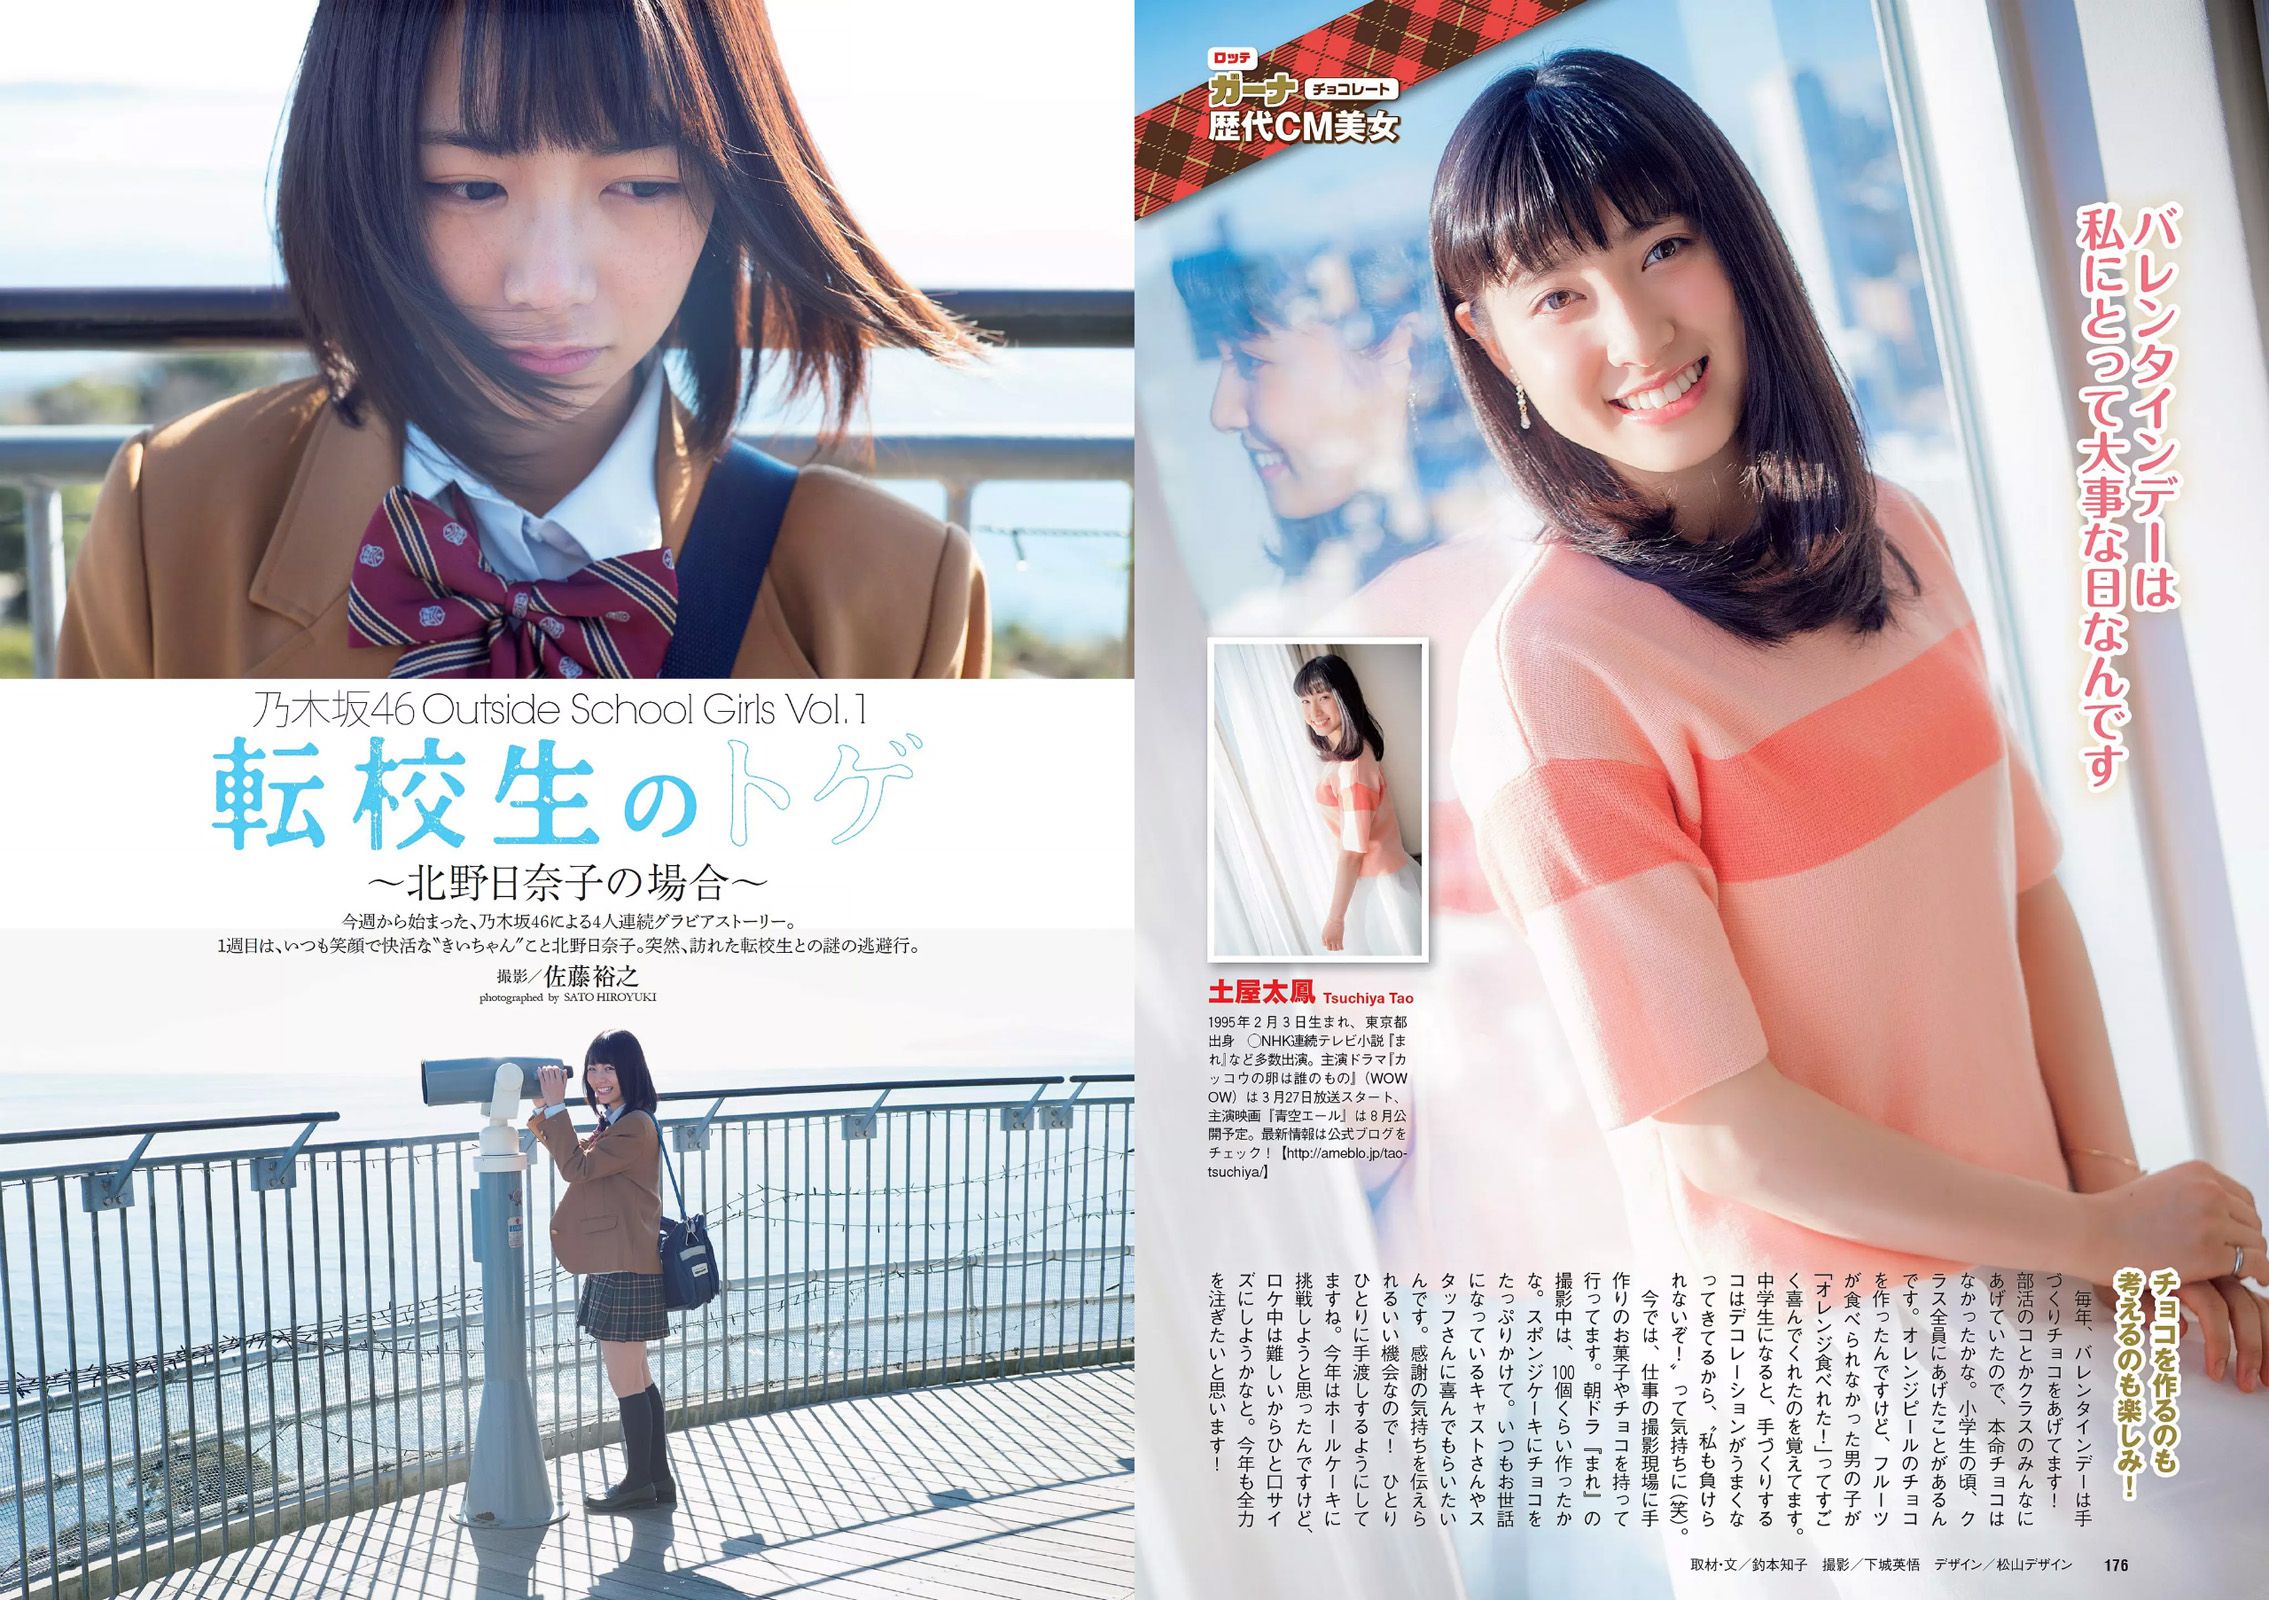 乃木坂46 Outside School Girls Vol.1
転校生のトゲ
〜北野日奈子の場合〜
今週から始まった、乃木坂46による4人連続グラビアストーリー。
1週目は、いつも笑顔で快活な“きいちゃん”こと北野日奈子。突然、訪れた転校生との謎の逃避行。
撮影／佐藤裕之
photographed by SATO HIROYUKI
ロッテ
ガーナ チョコレート
歴代CM美女
バレンタインデーは
私にとって大事な日なんです
土屋太鳳 Tsuchiya Tao
1995年2月3日生まれ、東京都
出身 ◯NHK連続テレビ小説『ま
れ』など多数出演。主演ドラマ『カ
ッコウの卵は誰のもの』（WOW
OW）は3月27日放送スタート、
主演映画『青空エール』は8月公
開予定。最新情報は公式ブログを
チェック！【http://ameblo.jp/tao-
tsuchiya/】
チョコを作るのも
考えるのも楽しみ！
毎年、バレンタインデーは手
づくりチョコをあげてます！
部活のコとかクラスのみんなに
あげていたので、本命チョコは
なかったかな。小学生の頃、ク
ラス全員にあげたことがあるん
です。オレンジピールのチョコ
を作ったんですけど、フルーツ
が食べられなかった男の子が
「オレンジ食べれた！」ってすご
く喜んでくれたのを覚えてます。
中学生になると、手づくりする
コはデコレーションがうまくな
ってきてるから、〝私も負けら
れないぞ！〟って気持ちに（笑）。
今では、仕事の撮影現場に手
作りのお菓子やチョコを持って
行ってます。朝ドラ『まれ』の
撮影中は、100個くらい作ったか
な。スポンジケーキにチョコを
たっぷりかけて。いつもお世話
になっているキャストさんやス
タッフさんに喜んでもらいたい
んです。感謝の気持ちを伝えら
れるいい機会なので！ ひとり
ひとりに手渡しするようにして
ますね。今年はホールケーキに
挑戦しようと思ったんですけど、
ロケ中は難しいからひと口サイ
ズにしようかなと。今年も全力
を注ぎたいと思います！
取材・文／釣本知子 撮影／下城英悟 デザイン／松山デザイン 176